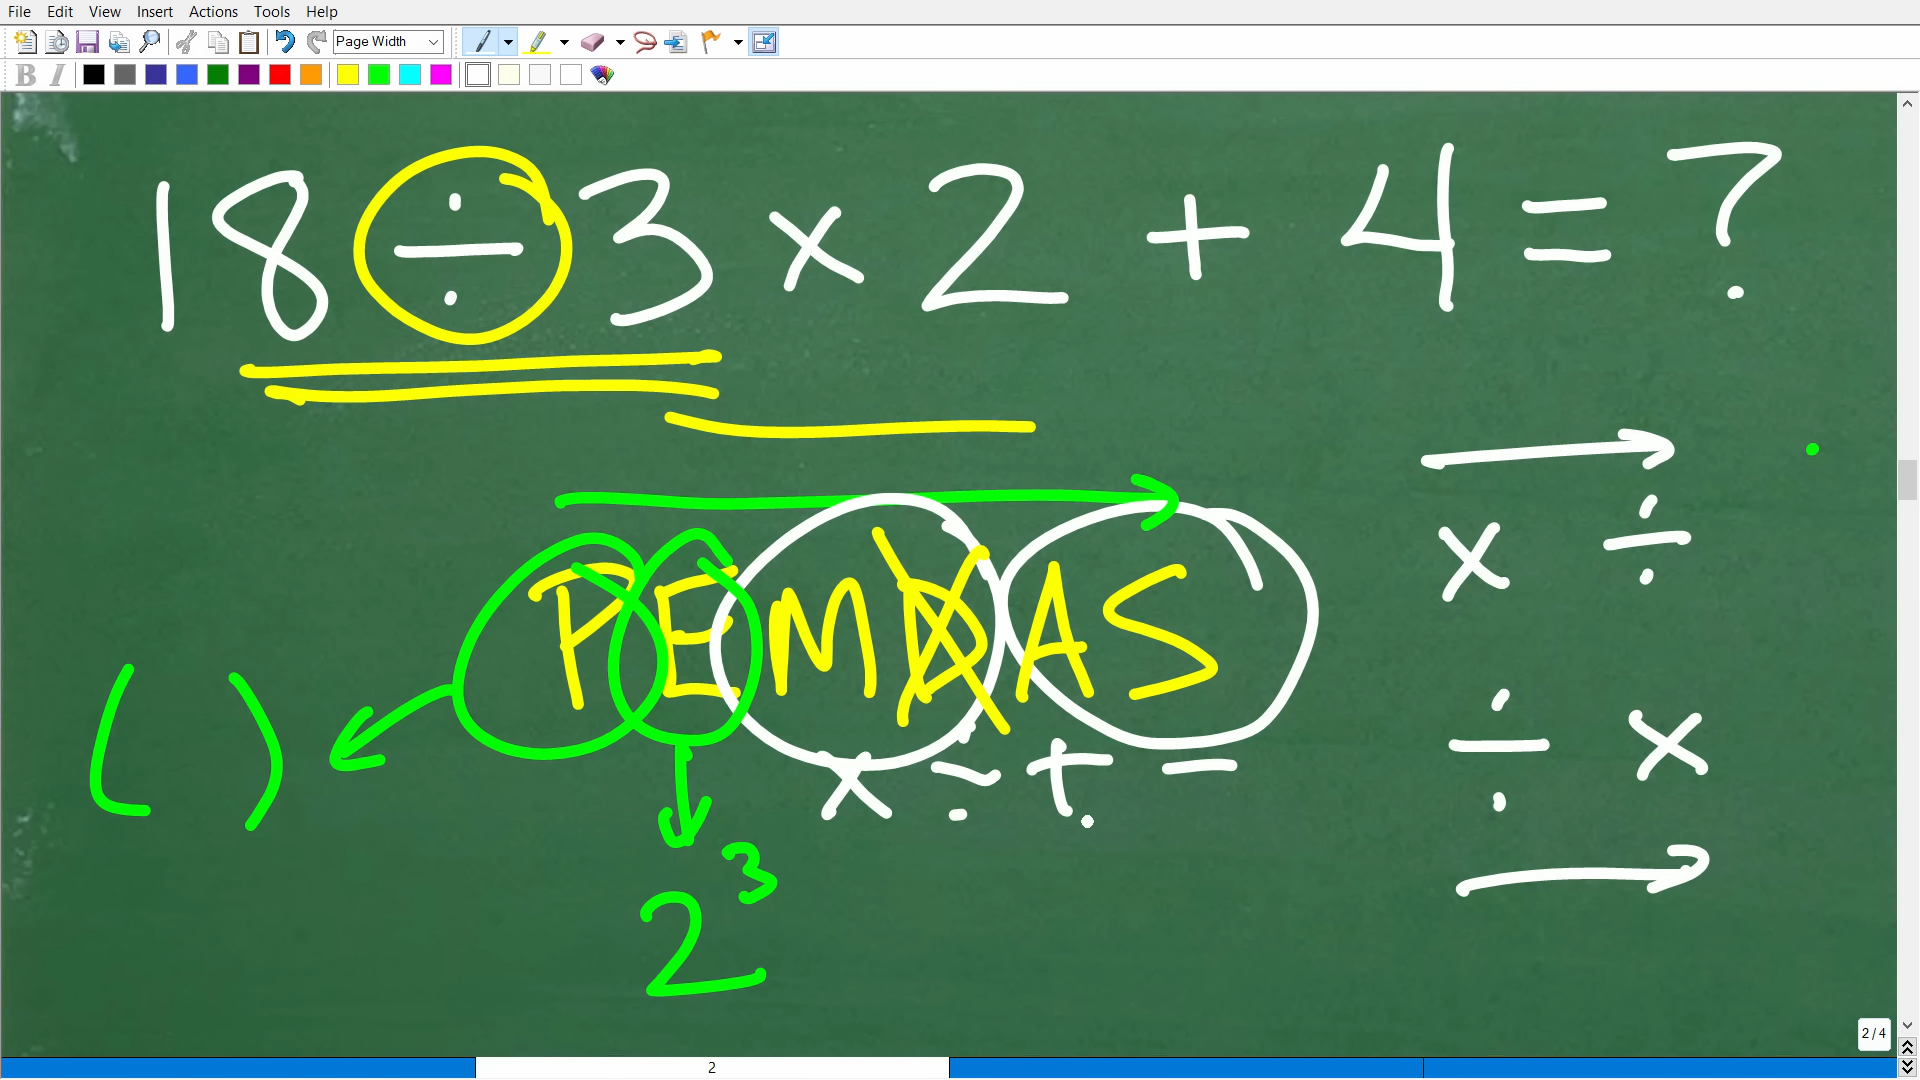 File Edit View Insert Actions Tools Help
Page Width
B I
18 ÷ 3 x 2 + 4 = ?
PEMDAS
x ÷
( )
x ÷ + −
÷ x
2³
2 / 4
2